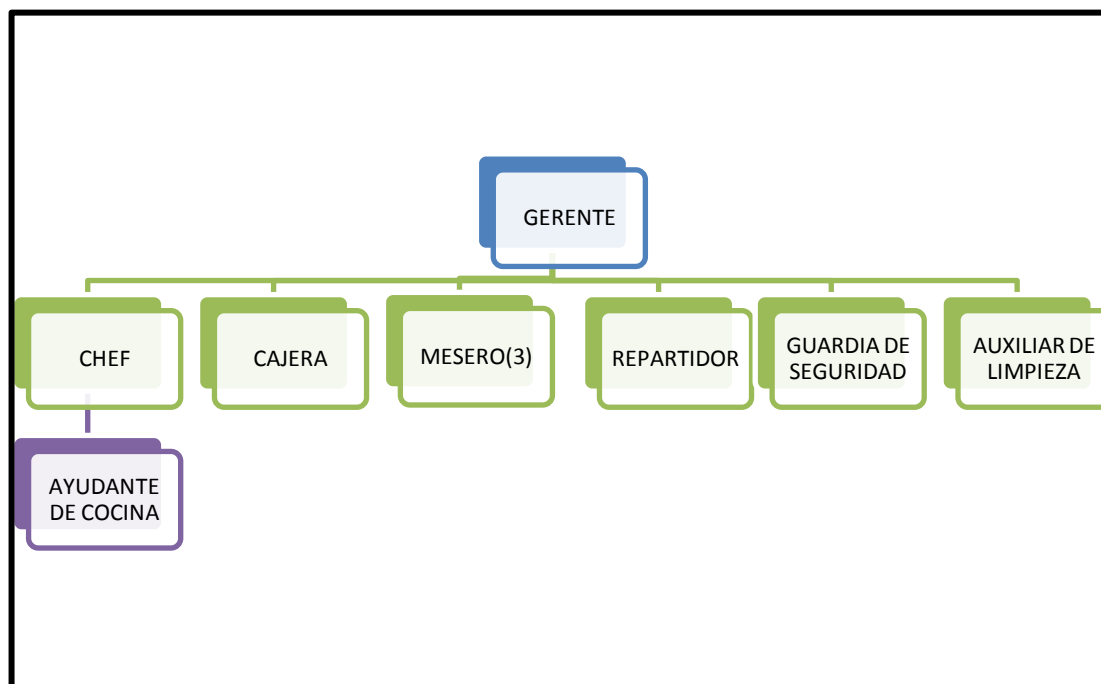 GERENTE
CHEF
CAJERA
MESERO(3)
REPARTIDOR
GUARDIA DE
SEGURIDAD
AUXILIAR DE
LIMPIEZA
AYUDANTE
DE COCINA